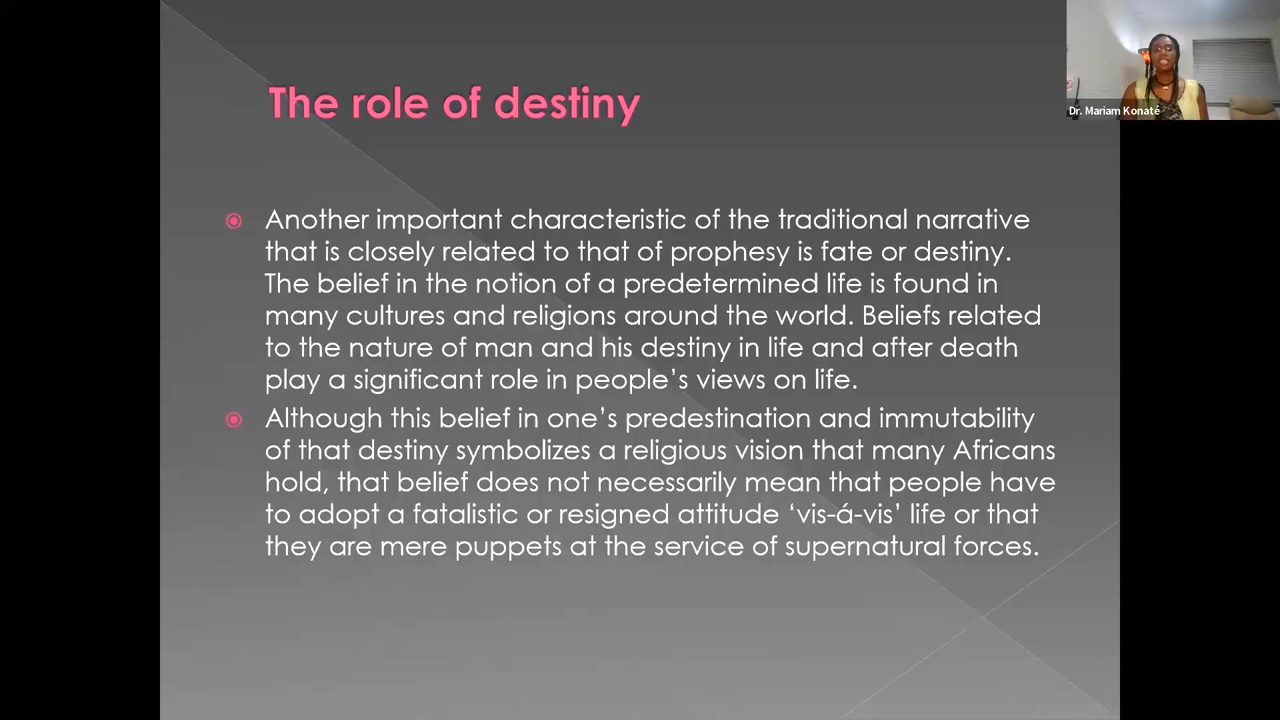 The role of destiny
Dr. Mariam Konaté
Another important characteristic of the traditional narrative
that is closely related to that of prophesy is fate or destiny.
The belief in the notion of a predetermined life is found in
many cultures and religions around the world. Beliefs related
to the nature of man and his destiny in life and after death
play a significant role in people’s views on life.
Although this belief in one’s predestination and immutability
of that destiny symbolizes a religious vision that many Africans
hold, that belief does not necessarily mean that people have
to adopt a fatalistic or resigned attitude ‘vis-á-vis’ life or that
they are mere puppets at the service of supernatural forces.